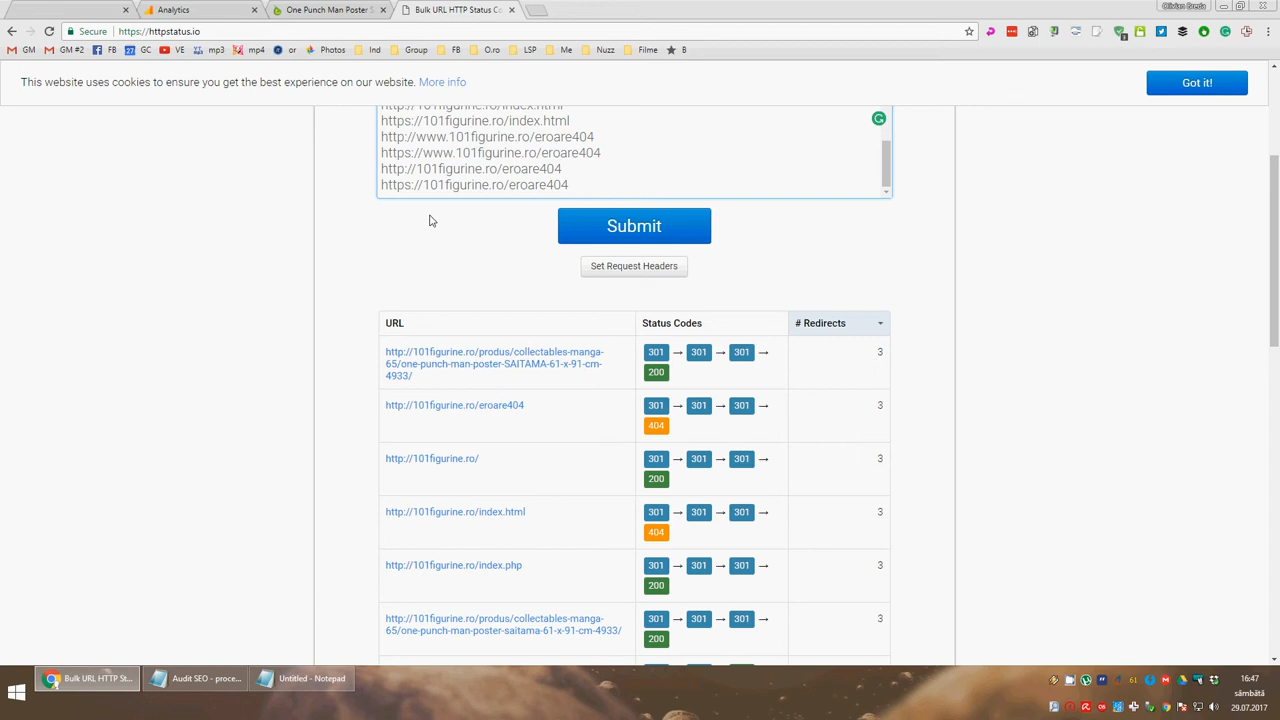 Analytics
One Punch Man Poster S
Bulk URL HTTP Status Co
Secure
https://httpstatus.io
GM
GM #2
FB
GC
VE
mp3
mp4
or
Photos
Ind
Group
FB
O.ro
LSP
Me
Nuzz
Filme
B
This website uses cookies to ensure you get the best experience on our website. More info
Got it!
http://101figurine.ro/index.html
https://101figurine.ro/index.html
http://www.101figurine.ro/eroare404
https://www.101figurine.ro/eroare404
http://101figurine.ro/eroare404
https://101figurine.ro/eroare404
Submit
Set Request Headers
URL
Status Codes
# Redirects
http://101figurine.ro/produs/collectables-manga-
65/one-punch-man-poster-SAITAMA-61-x-91-cm-
4933/
301 → 301 → 301 →
200
3
http://101figurine.ro/eroare404
301 → 301 → 301 →
404
3
http://101figurine.ro/
301 → 301 → 301 →
200
3
http://101figurine.ro/index.html
301 → 301 → 301 →
404
3
http://101figurine.ro/index.php
301 → 301 → 301 →
200
3
http://101figurine.ro/produs/collectables-manga-
65/one-punch-man-poster-saitama-61-x-91-cm-4933/
301 → 301 → 301 →
200
3
Bulk URL HTTP St...
Audit SEO - proce...
Untitled - Notepad
61
16:47
sâmbătă
29.07.2017